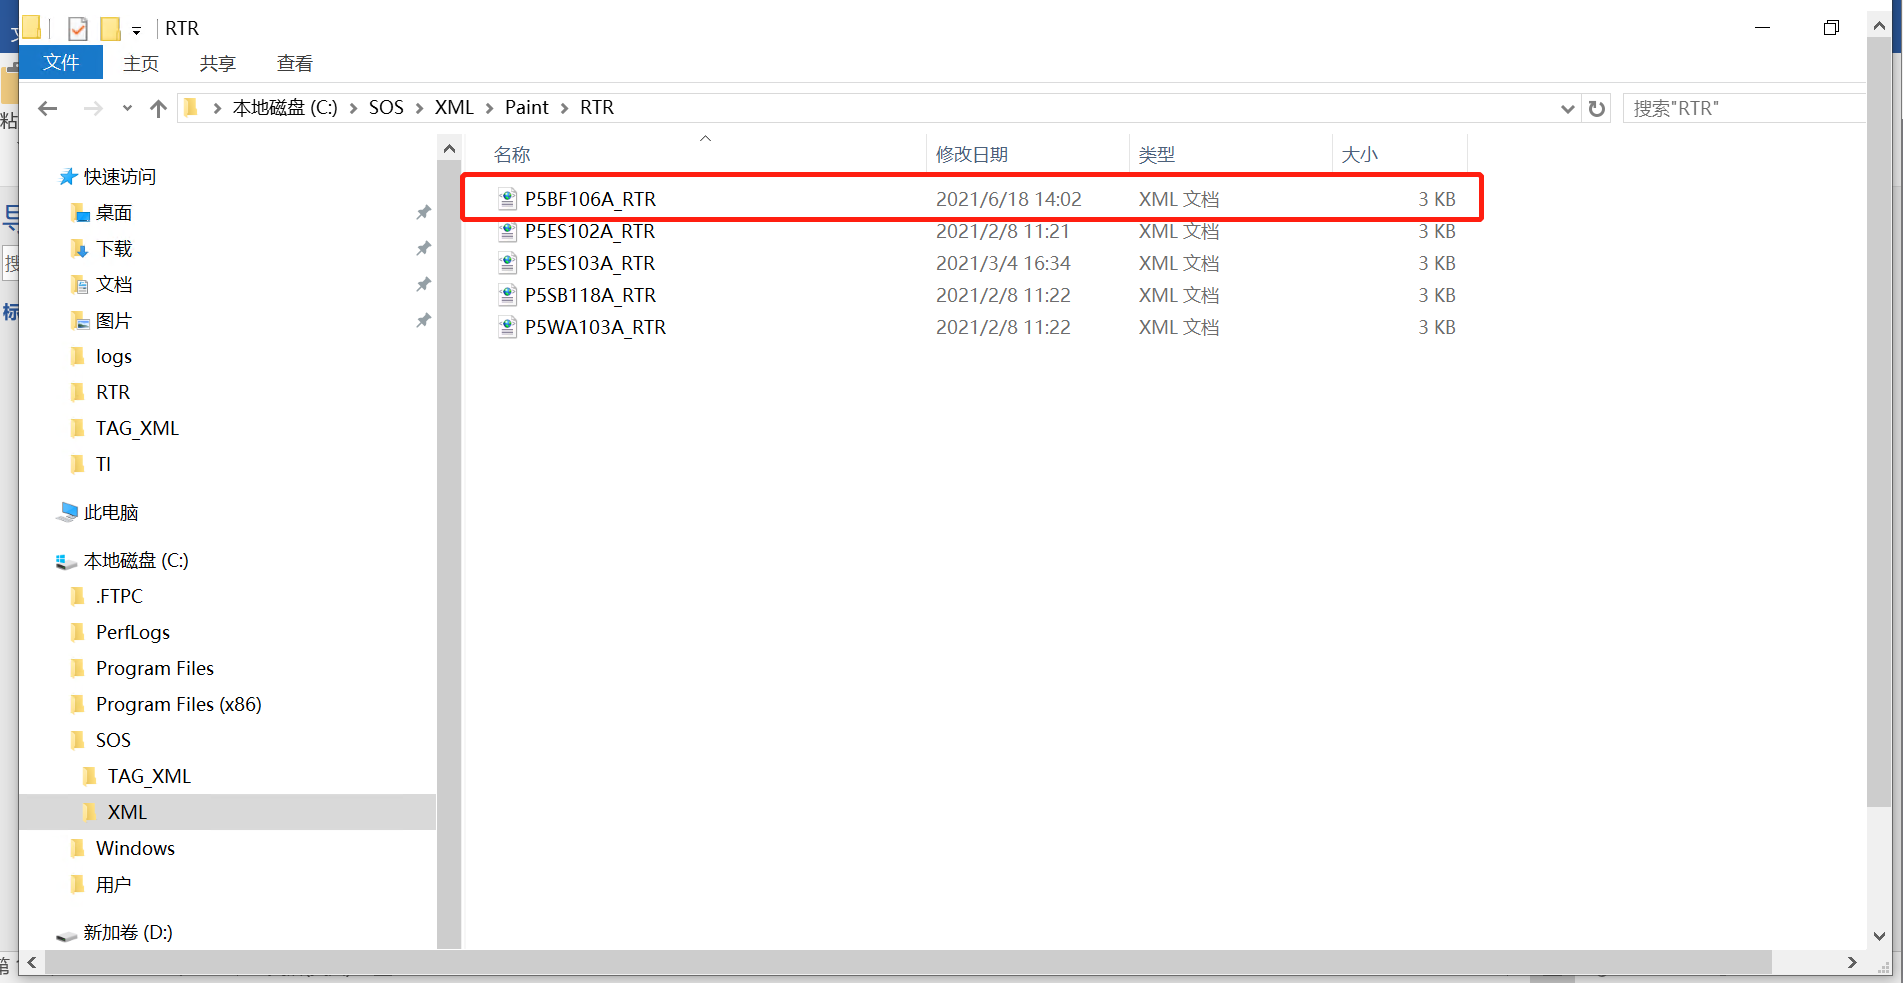 RTR
文件 主页 共享 查看
本地磁盘 (C:) SOS XML Paint RTR
搜索"RTR"
名称 修改日期 类型 大小
P5BF106A_RTR 2021/6/18 14:02 XML 文档 3 KB
P5ES102A_RTR 2021/2/8 11:21 XML 文档 3 KB
P5ES103A_RTR 2021/3/4 16:34 XML 文档 3 KB
P5SB118A_RTR 2021/2/8 11:22 XML 文档 3 KB
P5WA103A_RTR 2021/2/8 11:22 XML 文档 3 KB
快速访问
桌面
下载
文档
图片
logs
RTR
TAG_XML
TI
此电脑
本地磁盘 (C:)
.FTPC
PerfLogs
Program Files
Program Files (x86)
SOS
TAG_XML
XML
Windows
用户
新加卷 (D:)
粘
搜
标
第